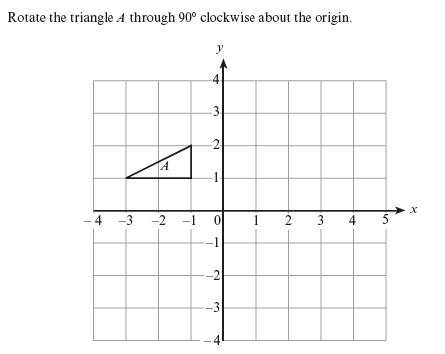 Rotate the triangle A through 90° clockwise about the origin.
y
4
3
2
A
1
-4 -3 -2 -1 0 1 2 3 4 5 x
-1
-2
-3
-4